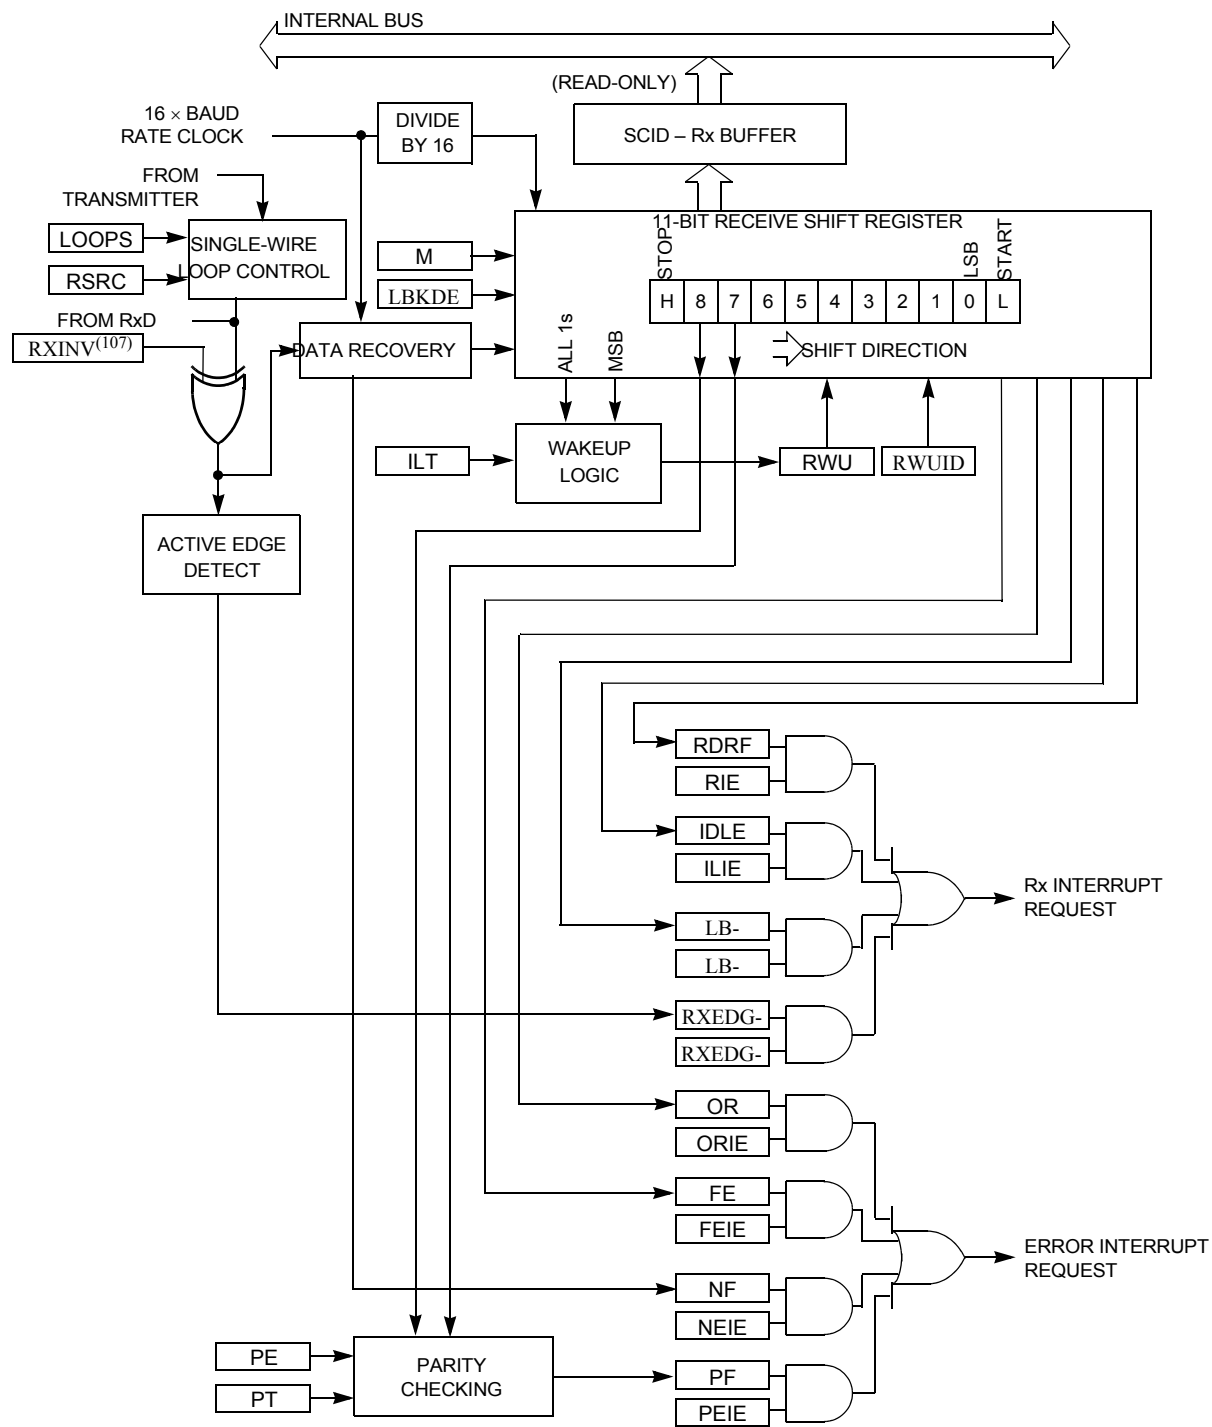 INTERNAL BUS
(READ-ONLY)
16 × BAUD
RATE CLOCK
DIVIDE
BY 16
SCID – Rx BUFFER
FROM
TRANSMITTER
11-BIT RECEIVE SHIFT REGISTER
LOOPS
RSRC
SINGLE-WIRE
LOOP CONTROL
M
LBKDE
STOP
LSB
START
H 8 7 6 5 4 3 2 1 0 L
FROM RxD
RXINV(107)
DATA RECOVERY
ALL 1s
MSB
SHIFT DIRECTION
ILT
WAKEUP
LOGIC
RWU
RWUID
ACTIVE EDGE
DETECT
RDRF
RIE
IDLE
ILIE
Rx INTERRUPT
REQUEST
LB-
LB-
RXEDG-
RXEDG-
OR
ORIE
FE
FEIE
ERROR INTERRUPT
REQUEST
NF
NEIE
PE
PT
PARITY
CHECKING
PF
PEIE